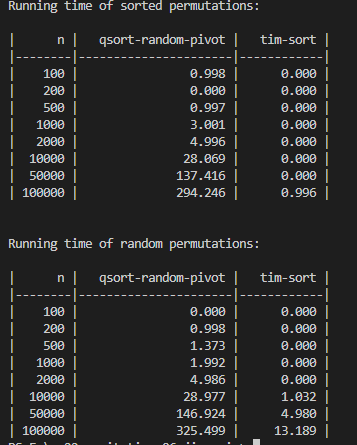 Running time of sorted permutations:
|      n |   qsort-random-pivot |   tim-sort |
|--------|----------------------|------------|
|    100 |                0.998 |      0.000 |
|    200 |                0.000 |      0.000 |
|    500 |                0.997 |      0.000 |
|   1000 |                3.001 |      0.000 |
|   2000 |                4.996 |      0.000 |
|  10000 |               28.069 |      0.000 |
|  50000 |              137.416 |      0.000 |
| 100000 |              294.246 |      0.996 |
Running time of random permutations:
|      n |   qsort-random-pivot |   tim-sort |
|--------|----------------------|------------|
|    100 |                0.000 |      0.000 |
|    200 |                0.998 |      0.000 |
|    500 |                1.373 |      0.000 |
|   1000 |                1.992 |      0.000 |
|   2000 |                4.986 |      0.000 |
|  10000 |               28.977 |      1.032 |
|  50000 |              146.924 |      4.980 |
| 100000 |              325.499 |     13.189 |